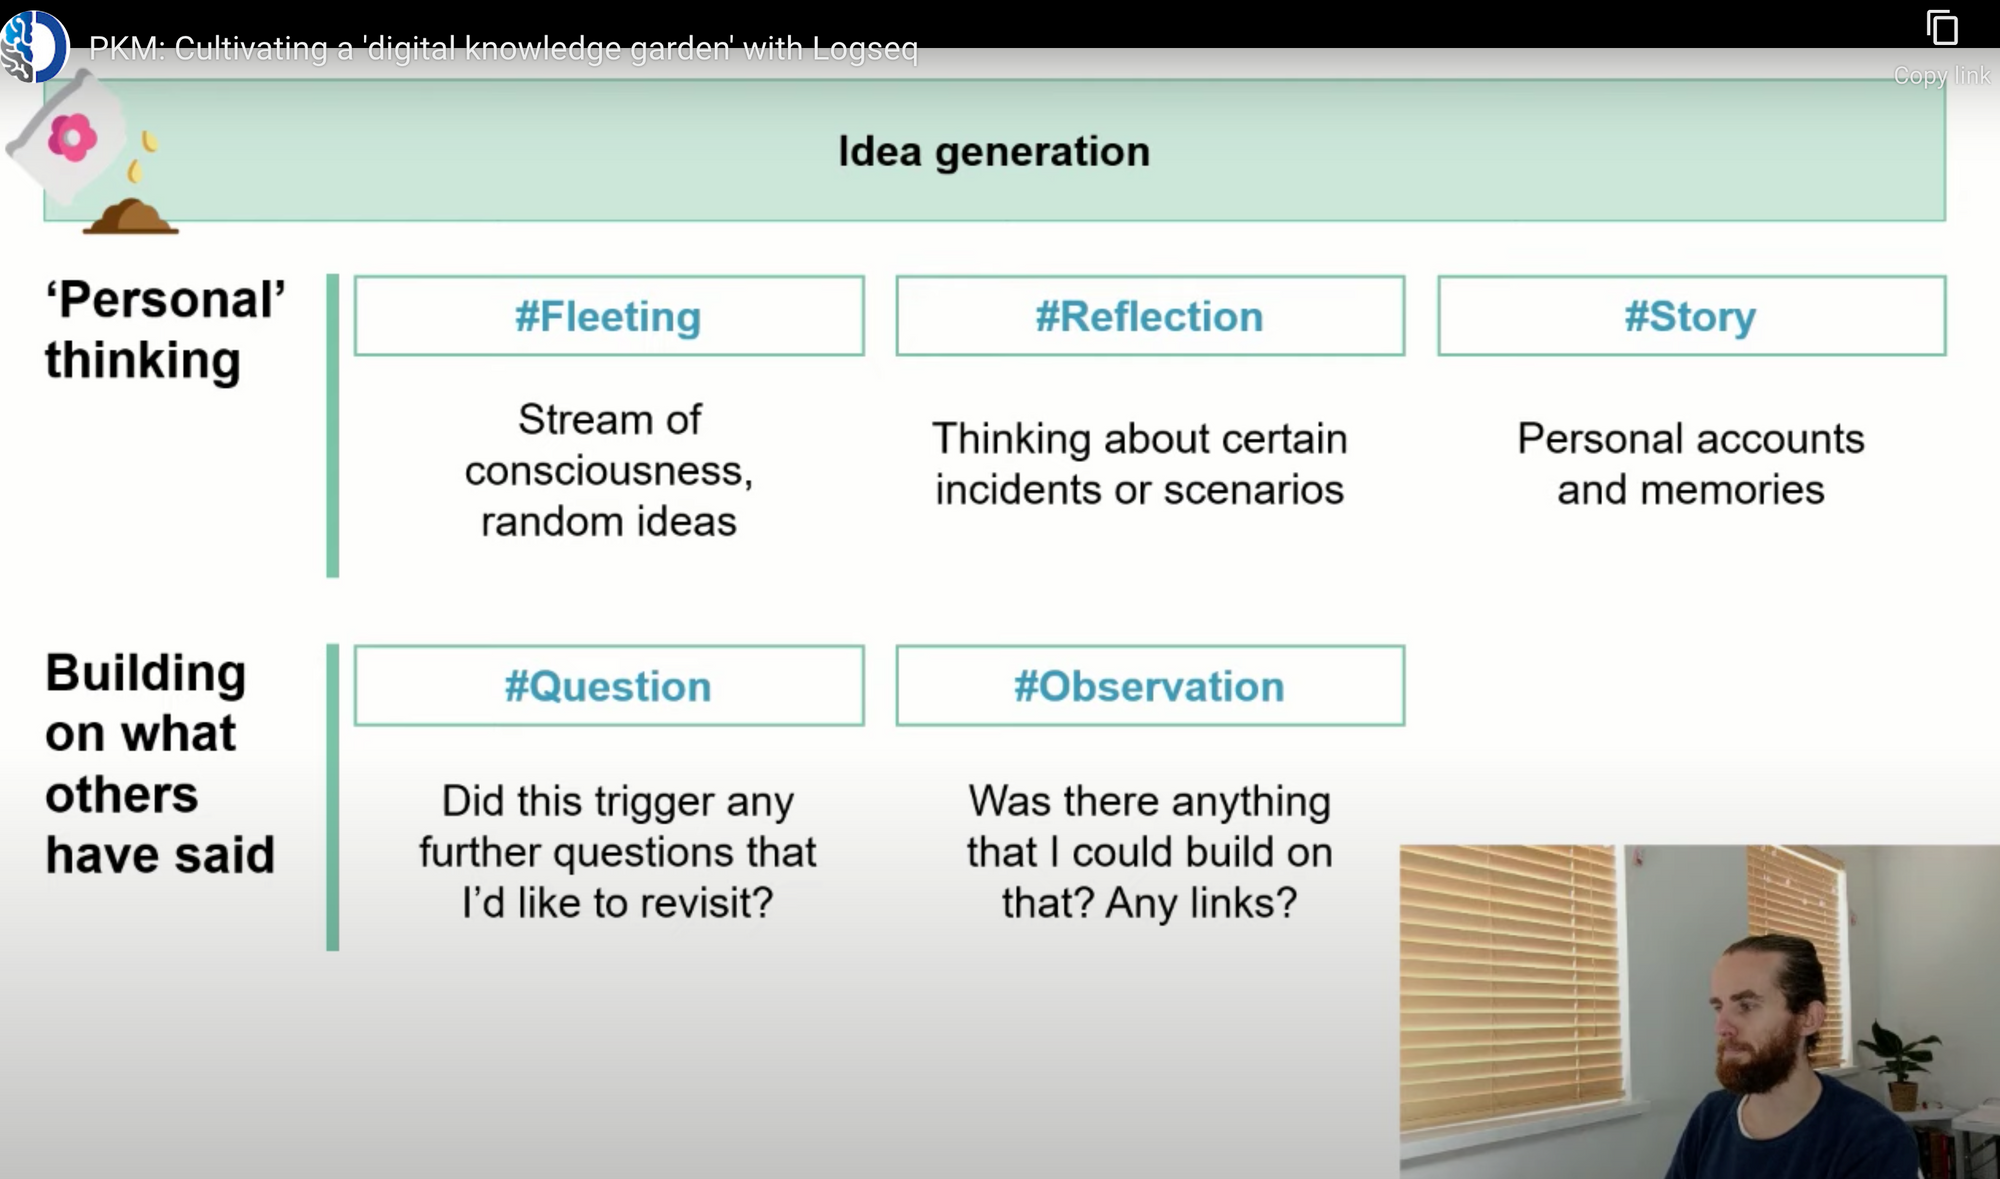 PKM: Cultivating a 'digital knowledge garden' with Logseq
Copy link
Idea generation
‘Personal’
thinking
#Fleeting
Stream of
consciousness,
random ideas
#Reflection
Thinking about certain
incidents or scenarios
#Story
Personal accounts
and memories
Building
on what
others
have said
#Question
Did this trigger any
further questions that
I’d like to revisit?
#Observation
Was there anything
that I could build on
that? Any links?